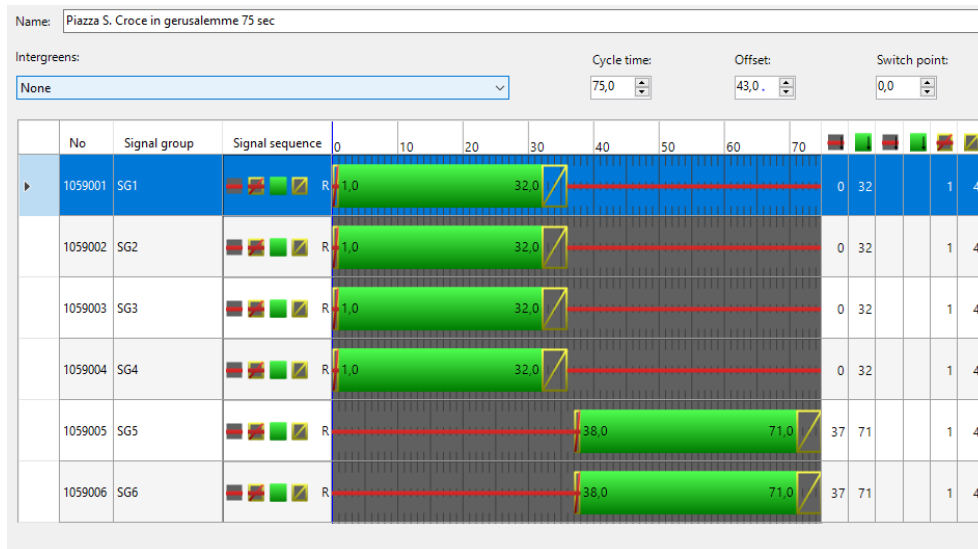 Name: Piazza S. Croce in gerusalemme 75 sec
Intergreens: Cycle time: Offset: Switch point:
None 75,0 43,0 . 0,0
No Signal group Signal sequence 0 10 20 30 40 50 60 70
1059001 SG1 R 1,0 32,0 0 32 1 4
1059002 SG2 R 1,0 32,0 0 32 1 4
1059003 SG3 R 1,0 32,0 0 32 1 4
1059004 SG4 R 1,0 32,0 0 32 1 4
1059005 SG5 R 38,0 71,0 37 71 1 4
1059006 SG6 R 38,0 71,0 37 71 1 4